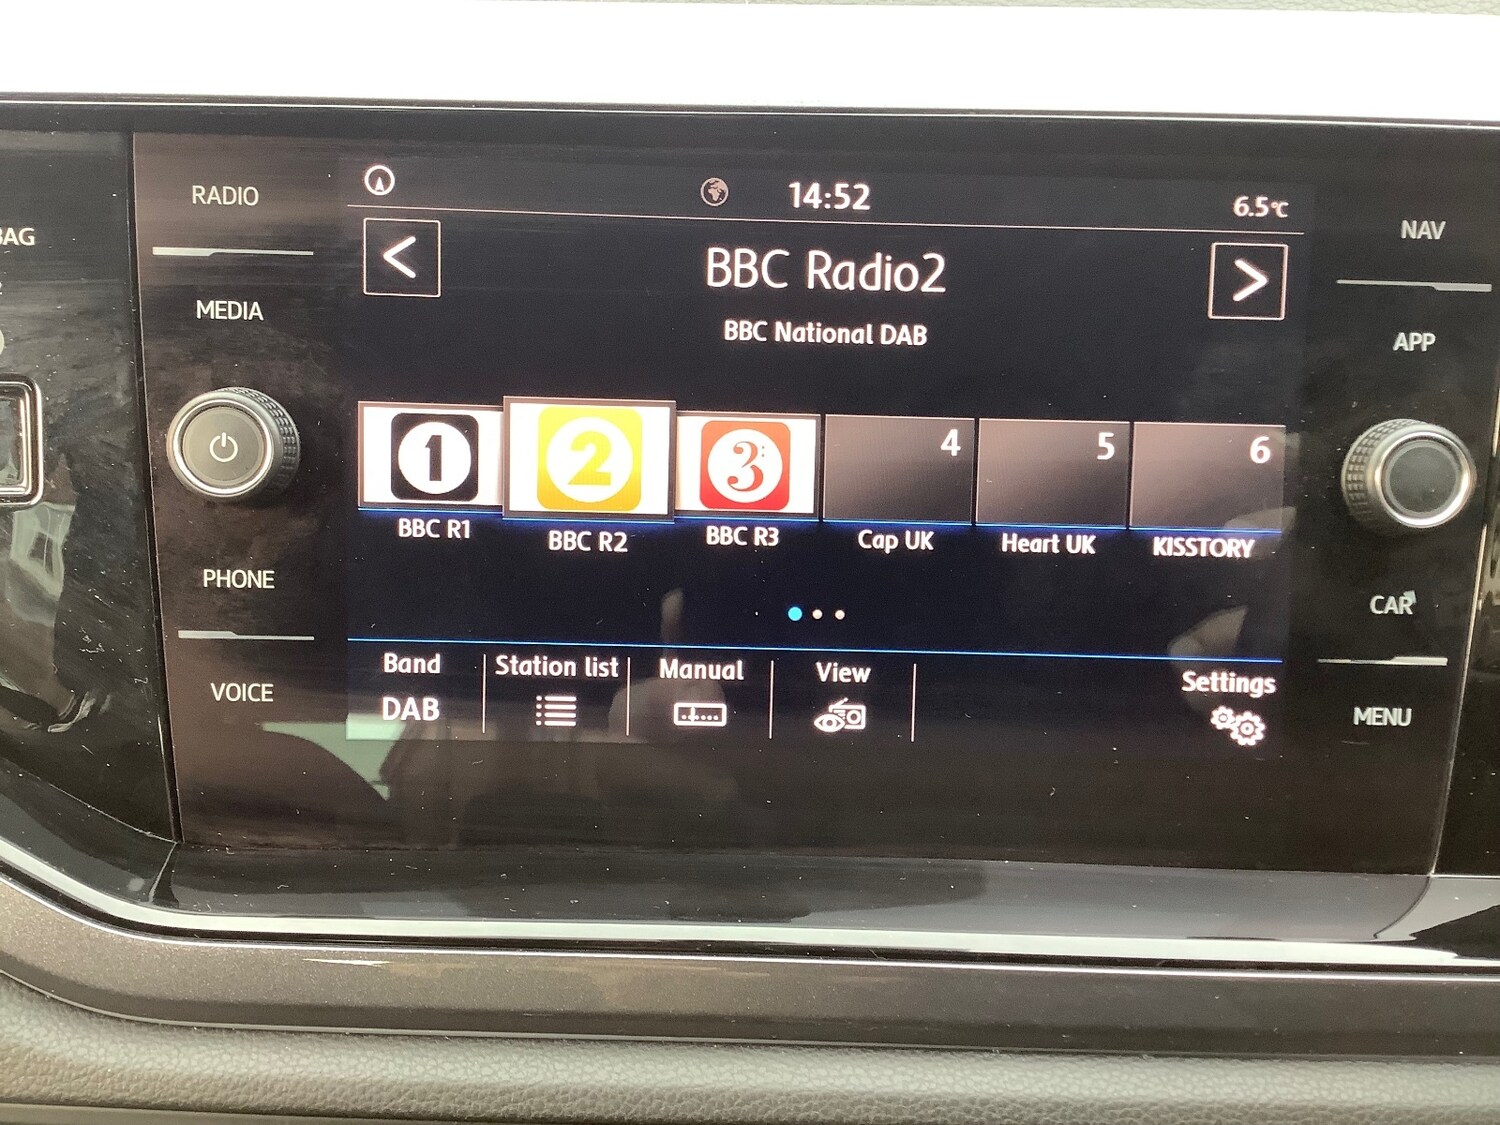 RADIO
MEDIA
PHONE
VOICE
BAG
14:52
6.5°C
<
BBC Radio2
>
BBC National DAB
1
2
3
4
5
6
BBC R1
BBC R2
BBC R3
Cap UK
Heart UK
KISSTORY
Band
DAB
Station list
Manual
View
Settings
NAV
APP
CAR
MENU